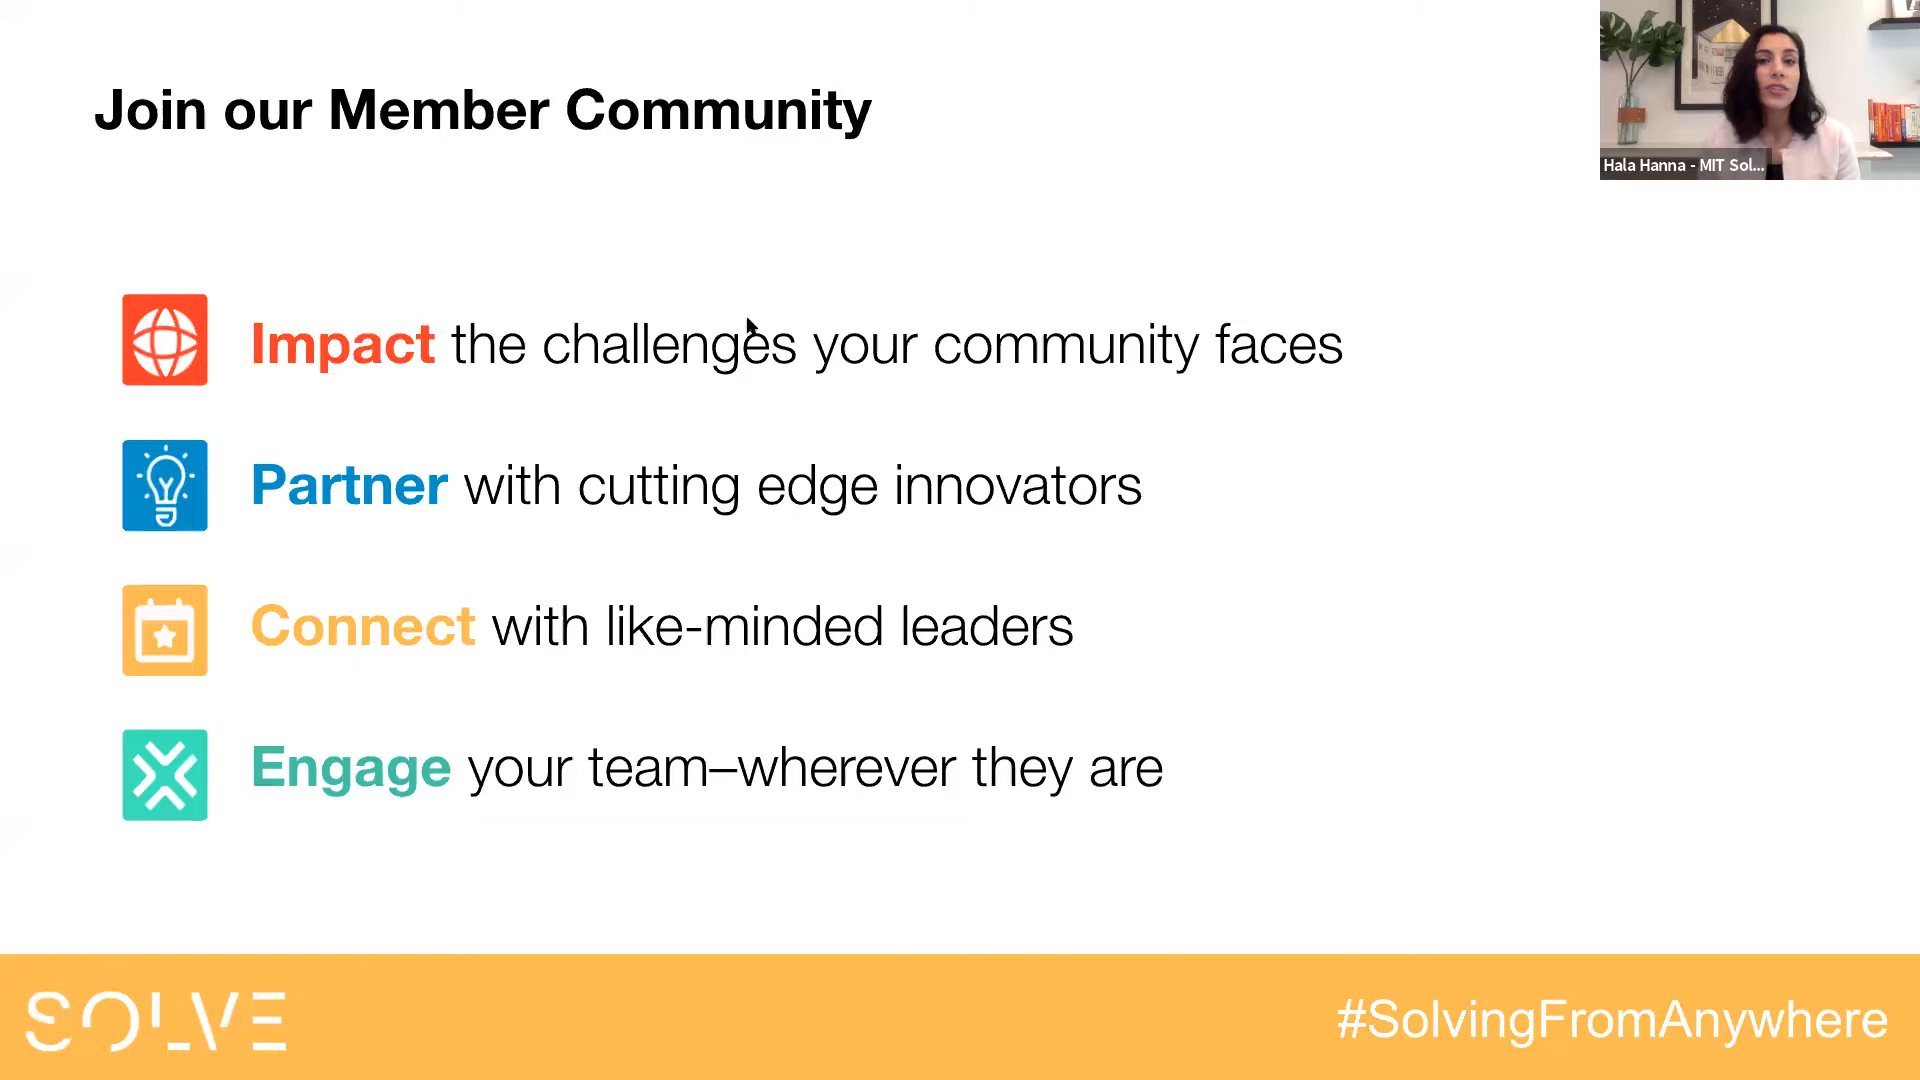 Join our Member Community
Hala Hanna - MIT Sol...
Impact the challenges your community faces
Partner with cutting edge innovators
Connect with like-minded leaders
Engage your team–wherever they are
SOLVE
#SolvingFromAnywhere